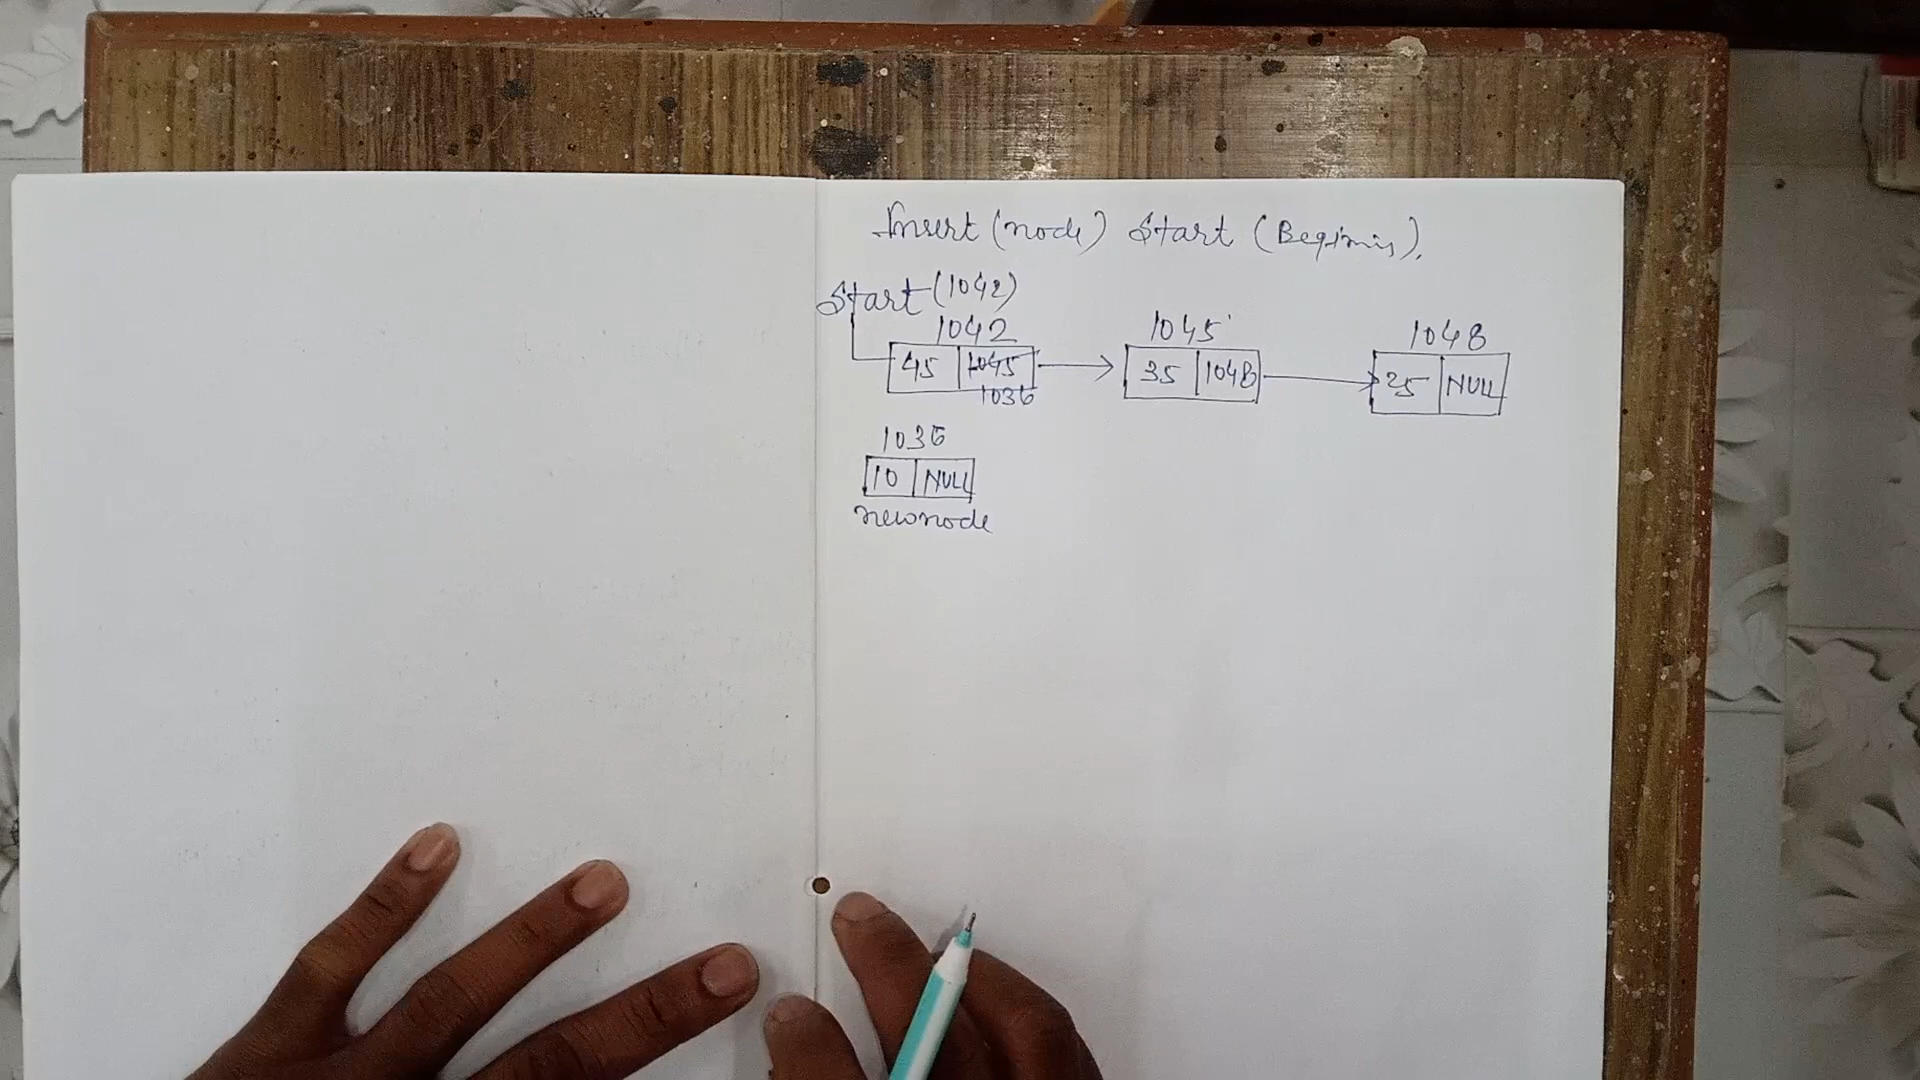 Insert (node) Start (Begimis).
Start (1042)
1042 1045 1048
45 1045 35 1048 25 NULL
1036
1036
10 NULL
newnode